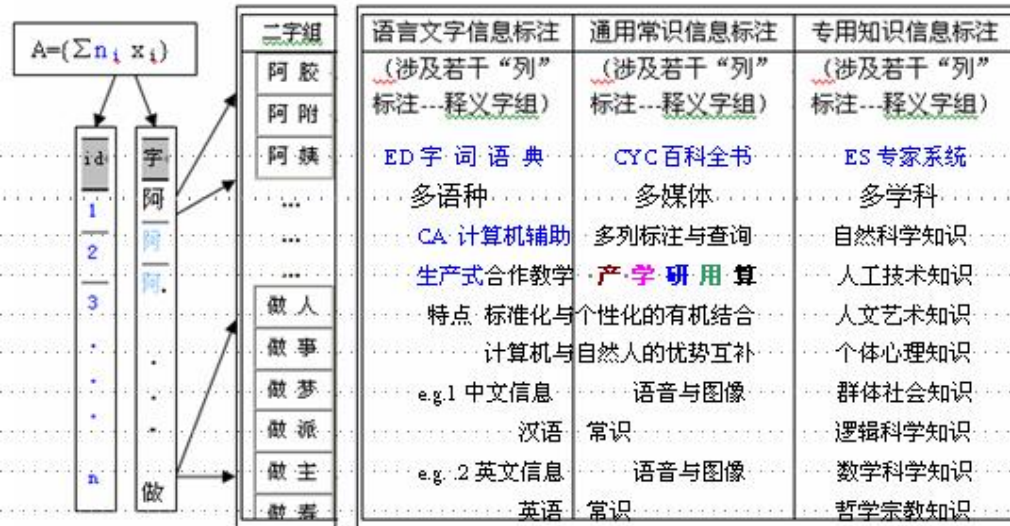 A={∑n i x i}
id 字
1 阿
2 阿
3 阿
n 做
二字组
阿 胶
阿 附
阿 姨
...
...
...
做 人
做 事
做 梦
做 派
做 主
做 寿
语言文字信息标注 通用常识信息标注 专用知识信息标注
（涉及若干“列” （涉及若干“列” （涉及若干“列”
标注---释义字组） 标注---释义字组） 标注---释义字组）
ED 字 词 语 典 CYC 百科全书 ES 专家系统
多语种 多媒体 多学科
CA 计算机辅助 多列标注与查询 自然科学知识
生产式合作教学 产 学 研 用 算 人工技术知识
特点 标准化与个性化的有机结合 人文艺术知识
计算机与自然人的优势互补 个体心理知识
e.g.1 中文信息 语音与图像 群体社会知识
汉语 常识 逻辑科学知识
e.g. .2 英文信息 语音与图像 数学科学知识
英语 常识 哲学宗教知识